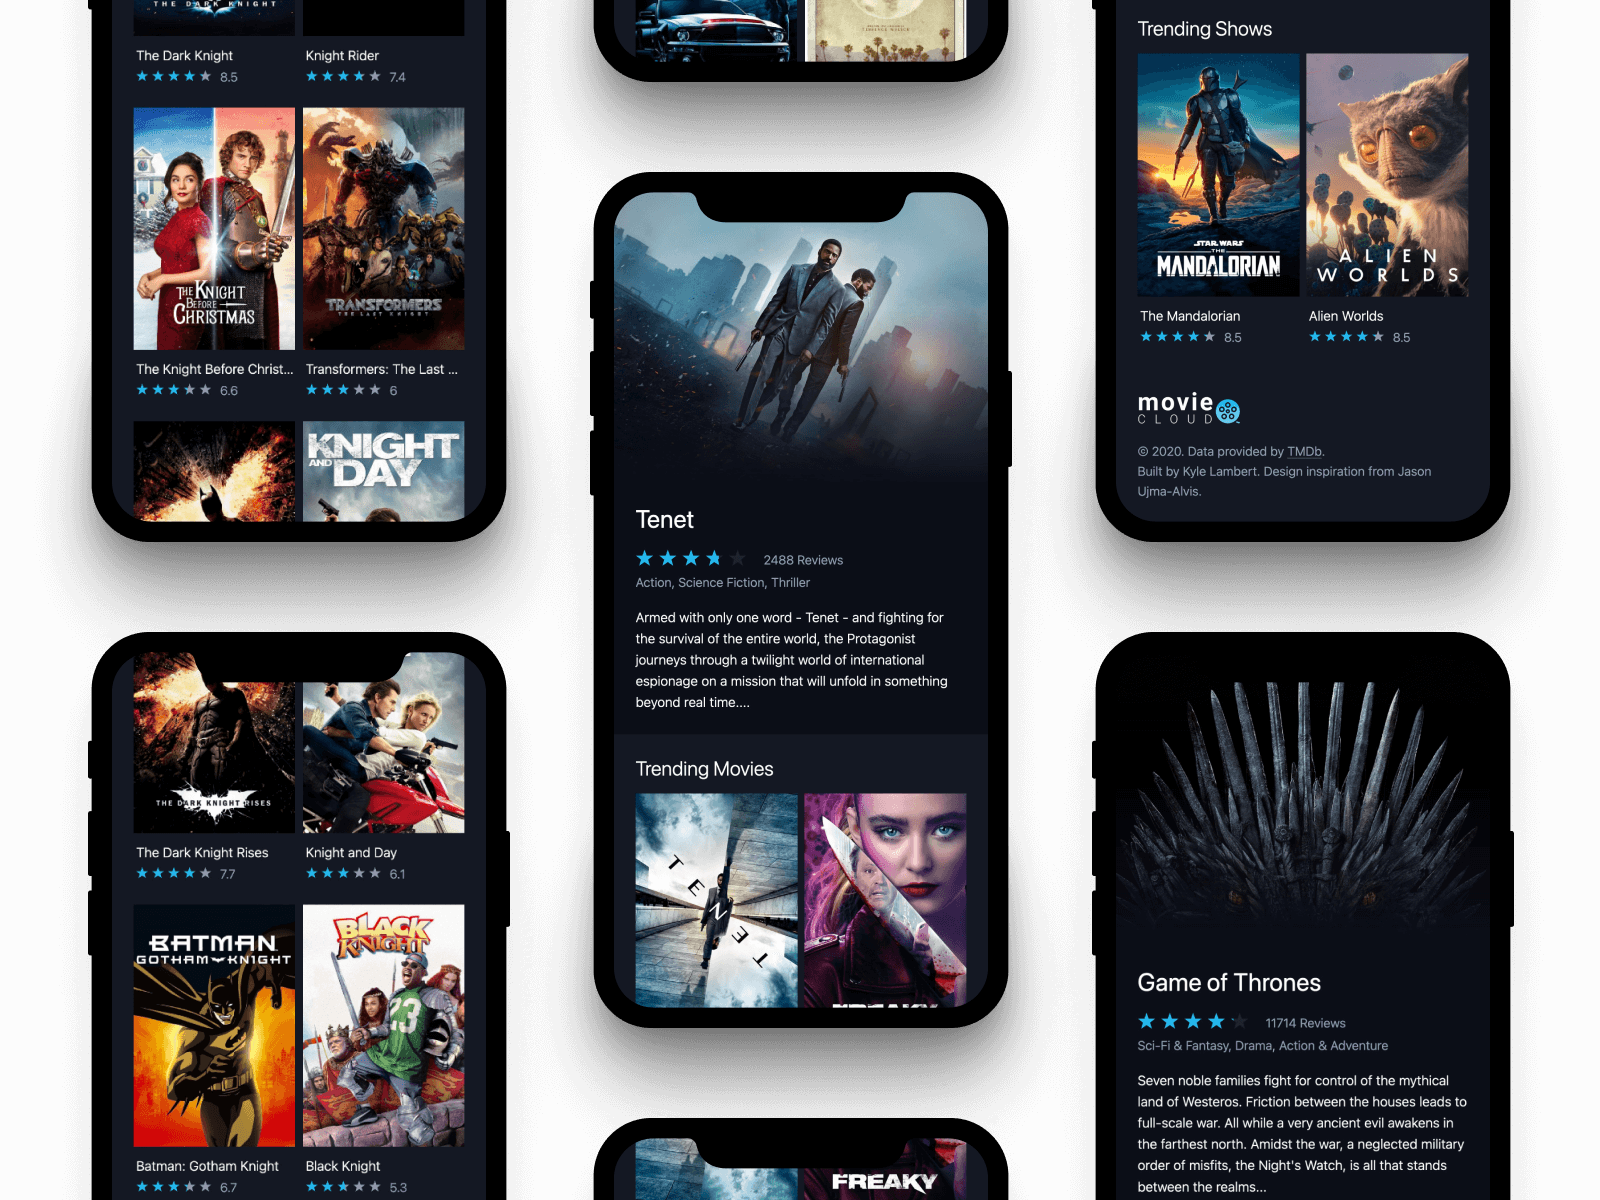 THE DARK KNIGHT
The Dark Knight
8.5
Knight Rider
7.4
THE KNIGHT
BEFORE
CHRISTMAS
TRANSFORMERS
THE LAST KNIGHT
The Knight Before Christ...
6.6
Transformers: The Last ...
6
KNIGHT
AND DAY
THE DARK KNIGHT RISES
The Dark Knight Rises
7.7
Knight and Day
6.1
BATMAN
GOTHAM KNIGHT
BLACK
KNIGHT
23
Batman: Gotham Knight
6.7
Black Knight
5.3
Tenet
2488 Reviews
Action, Science Fiction, Thriller
Armed with only one word - Tenet - and fighting for
the survival of the entire world, the Protagonist
journeys through a twilight world of international
espionage on a mission that will unfold in something
beyond real time....
Trending Movies
TENET
FREAKY
FREAKY
Trending Shows
STAR WARS
THE
MANDALORIAN
ALIEN
WORLDS
The Mandalorian
8.5
Alien Worlds
8.5
movie
CLOUD
© 2020. Data provided by TMDb.
Built by Kyle Lambert. Design inspiration from Jason
Ujma-Alvis.
Game of Thrones
11714 Reviews
Sci-Fi & Fantasy, Drama, Action & Adventure
Seven noble families fight for control of the mythical
land of Westeros. Friction between the houses leads to
full-scale war. All while a very ancient evil awakens in
the farthest north. Amidst the war, a neglected military
order of misfits, the Night's Watch, is all that stands
between the realms...